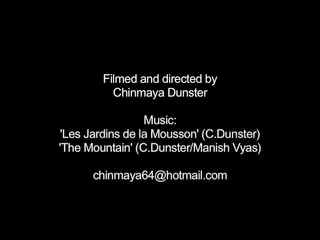 Filmed and directed by
Chinmaya Dunster
Music:
'Les Jardins de la Mousson' (C.Dunster)
'The Mountain' (C.Dunster/Manish Vyas)
chinmaya64@hotmail.com